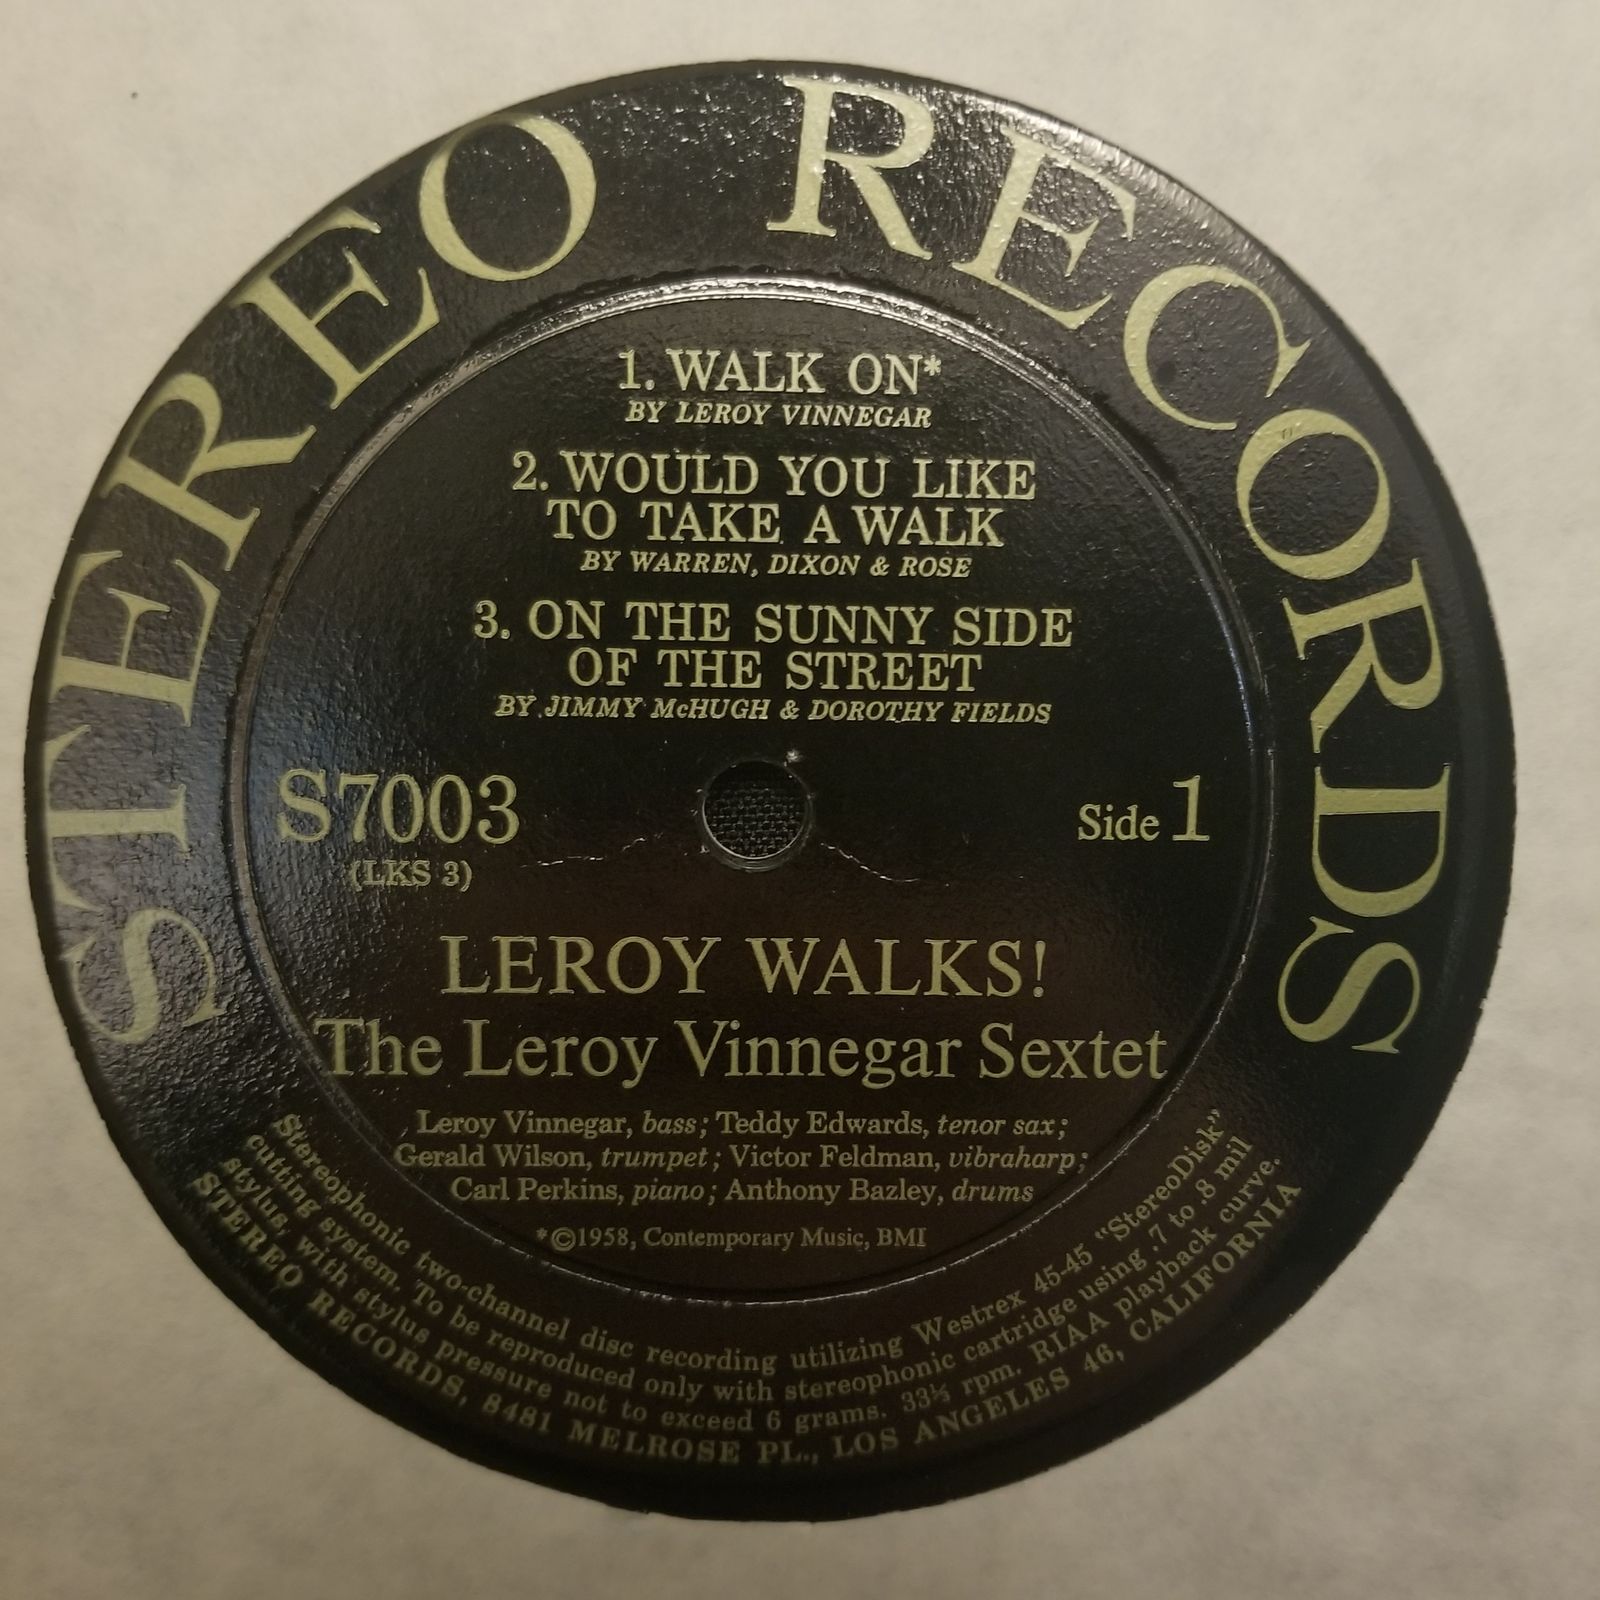 STEREO RECORDS
1. WALK ON*
BY LEROY VINNEGAR
2. WOULD YOU LIKE
TO TAKE A WALK
BY WARREN, DIXON & ROSE
3. ON THE SUNNY SIDE
OF THE STREET
BY JIMMY McHUGH & DOROTHY FIELDS
S7003
(LKS 3)
Side 1
LEROY WALKS!
The Leroy Vinnegar Sextet
Leroy Vinnegar, bass; Teddy Edwards, tenor sax;
Gerald Wilson, trumpet; Victor Feldman, vibraharp;
Carl Perkins, piano; Anthony Bazley, drums
*©1958, Contemporary Music, BMI
Stereophonic two-channel disc recording utilizing Westrex 45-45 "StereoDisk"
cutting system. To be reproduced only with stereophonic cartridge using .7 to .8 mil
stylus, with stylus pressure not to exceed 6 grams. 33⅓ rpm. RIAA playback curve.
STEREO RECORDS, 8481 MELROSE PL., LOS ANGELES 46, CALIFORNIA